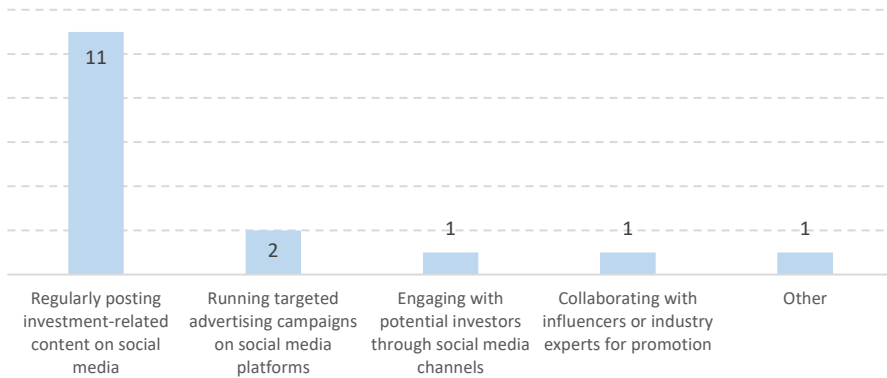 11
2
1
1
1
Regularly posting
investment-related
content on social
media
Running targeted
advertising campaigns
on social media
platforms
Engaging with
potential investors
through social media
channels
Collaborating with
influencers or industry
experts for promotion
Other